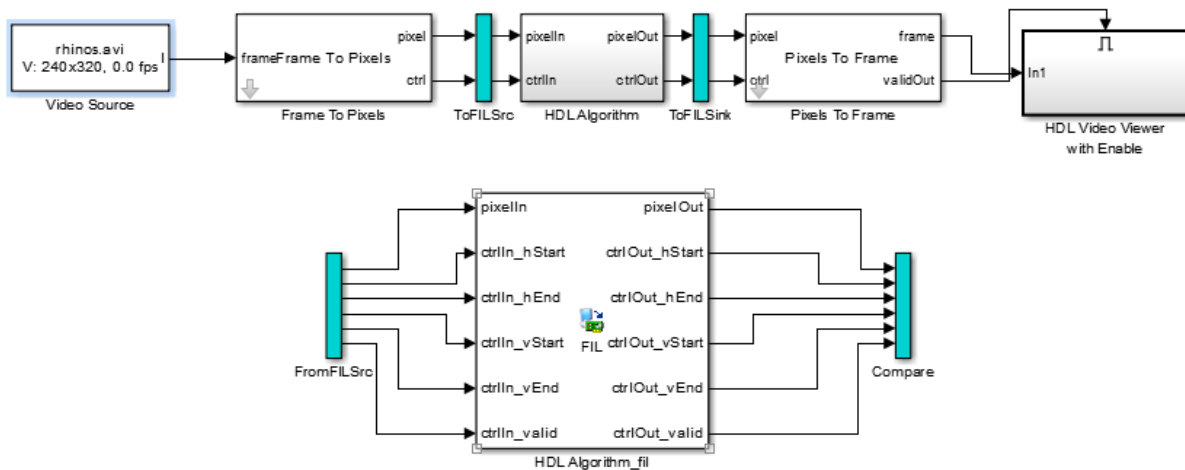 rhinos.avi
V: 240x320, 0.0 fps
I
Video Source
frame
Frame To Pixels
pixel
ctrl
Frame To Pixels
ToFILSrc
pixelIn
ctrlIn
pixelOut
ctrlOut
HDL Algorithm
ToFILSink
pixel
ctrl
Pixels To Frame
frame
validOut
Pixels To Frame
In1
HDL Video Viewer
with Enable
FromFILSrc
pixelIn
ctrlIn_hStart
ctrlIn_hEnd
ctrlIn_vStart
ctrlIn_vEnd
ctrlIn_valid
FIL
pixelOut
ctrlOut_hStart
ctrlOut_hEnd
ctrlOut_vStart
ctrlOut_vEnd
ctrlOut_valid
HDL Algorithm_fil
Compare